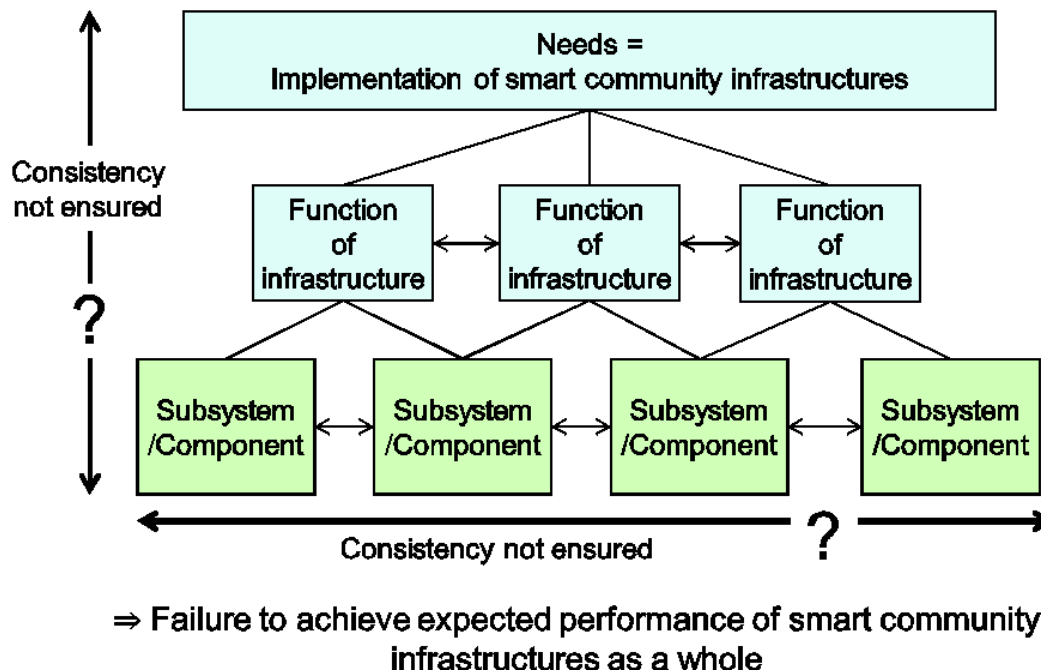 Needs =
Implementation of smart community infrastructures
Consistency
not ensured
?
Function
of
infrastructure
Function
of
infrastructure
Function
of
infrastructure
Subsystem
/Component
Subsystem
/Component
Subsystem
/Component
Subsystem
/Component
?
Consistency not ensured
⇒ Failure to achieve expected performance of smart community
infrastructures as a whole